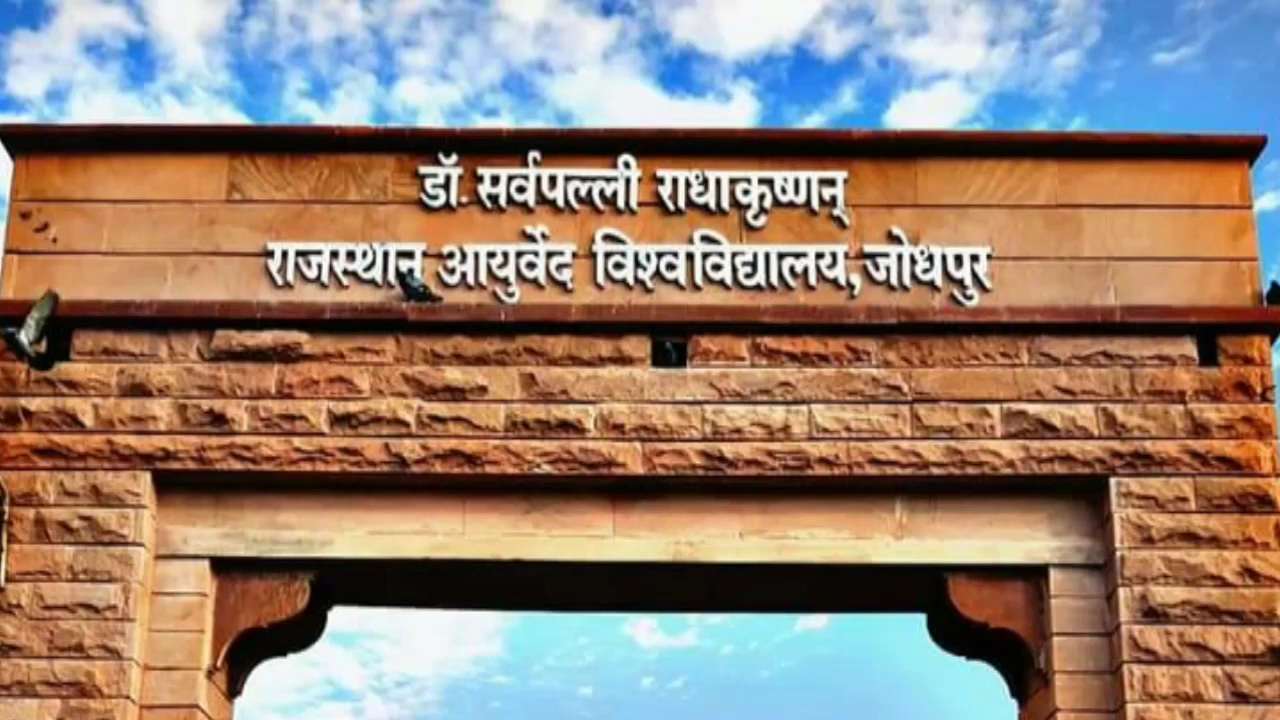 डॉ. सर्वपल्ली राधाकृष्णन्
राजस्थान आयुर्वेद विश्वविद्यालय, जोधपुर